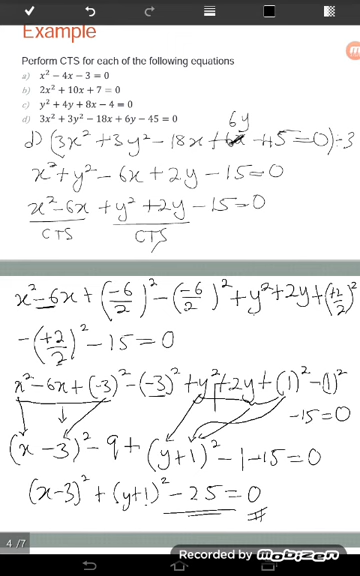 Example
Perform CTS for each of the following equations
a) x² − 4x − 3 = 0
b) 2x² + 10x + 7 = 0
c) y² + 4y + 8x − 4 = 0
d) 3x² + 3y² − 18x + 6y − 45 = 0
6y
d) (3x² + 3y² − 18x + 6x − 45 = 0) ÷ 3
x² + y² − 6x + 2y − 15 = 0
x² − 6x + y² + 2y − 15 = 0
CTS CTS
x² − 6x + (−6/2)² − (−6/2)² + y² + 2y + (+2/2)²
− (+2/2)² − 15 = 0
x² − 6x + (−3)² − (−3)² + y² + 2y + (1)² − (1)²
− 15 = 0
(x − 3)² − 9 + (y + 1)² − 1 − 15 = 0
(x − 3)² + (y + 1)² − 25 = 0
4 / 7
Recorded by mobizen